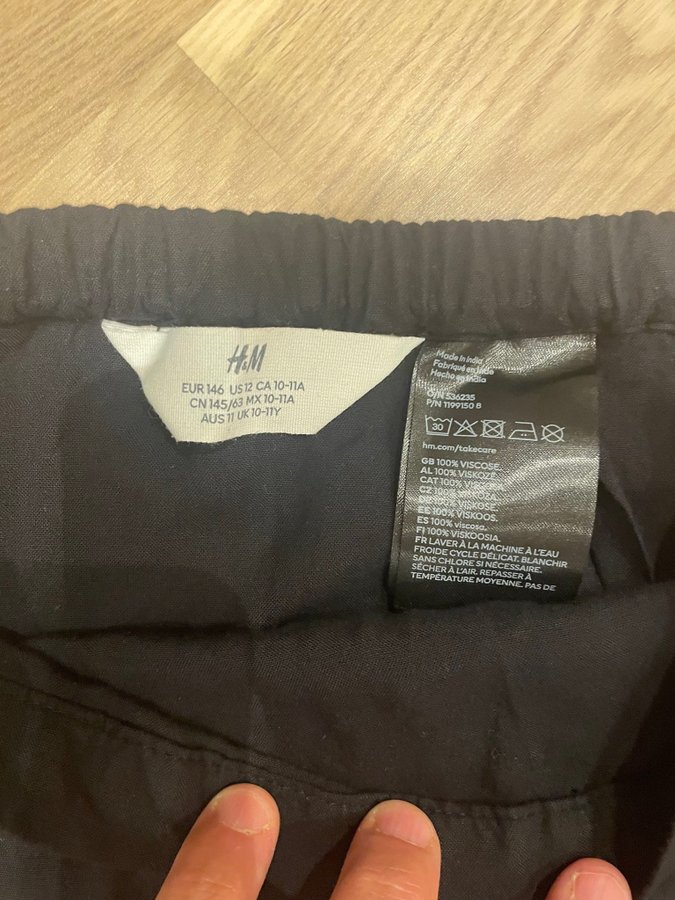 H&M
EUR 146 US 12 CA 10-11A
CN 145/63 MX 10-11A
AUS 11 UK 10-11Y
Made in India
Fabriqué en Inde
Hecho en India
O/N 536235
P/N 1199150 8
30
hm.com/takecare
GB 100% VISCOSE.
AL 100% VISKOZË.
CAT 100% VISCOSA.
CZ 100% VISKÓZA.
DE 100% VISKOSE.
EE 100% VISKOOS.
ES 100% viscosa.
FI 100% VISKOOSIA.
FR LAVER À LA MACHINE À L'EAU
FROIDE CYCLE DÉLICAT. BLANCHIR
SANS CHLORE SI NÉCESSAIRE.
SÉCHER À L'AIR. REPASSER À
TEMPÉRATURE MOYENNE. PAS DE